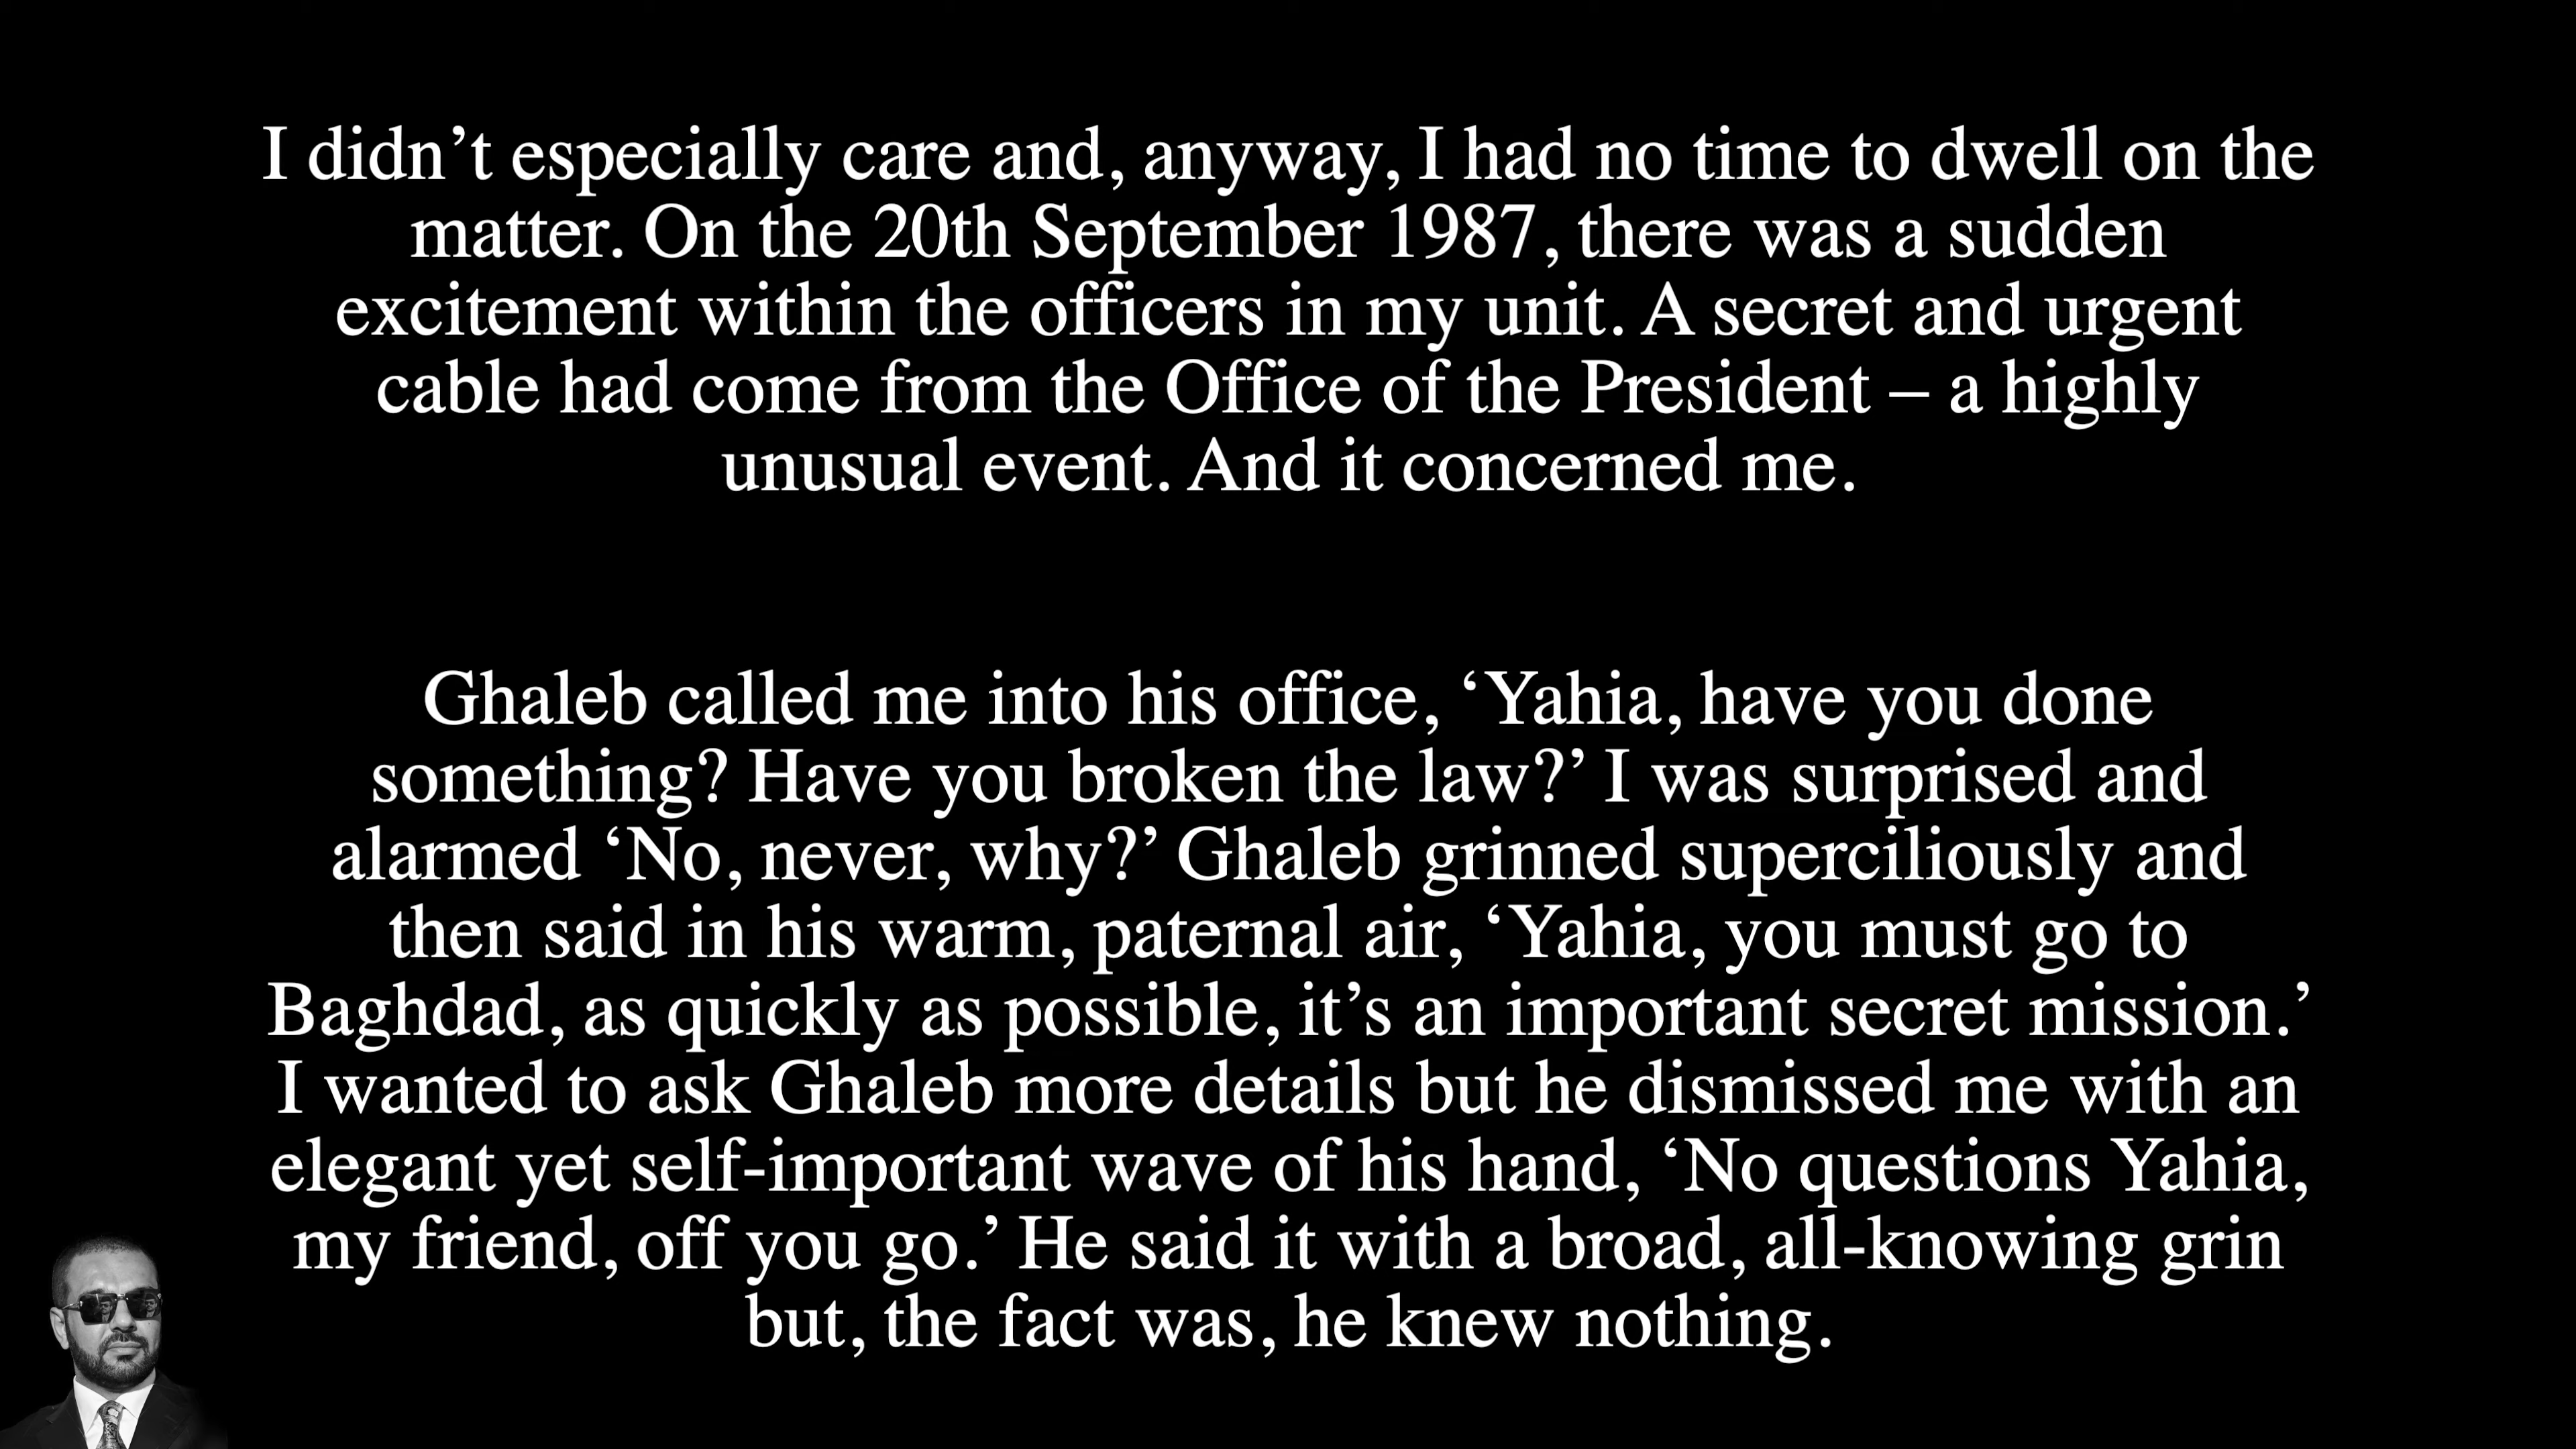 I didn’t especially care and, anyway, I had no time to dwell on the
matter. On the 20th September 1987, there was a sudden
excitement within the officers in my unit. A secret and urgent
cable had come from the Office of the President – a highly
unusual event. And it concerned me.
Ghaleb called me into his office, ‘Yahia, have you done
something? Have you broken the law?’ I was surprised and
alarmed ‘No, never, why?’ Ghaleb grinned superciliously and
then said in his warm, paternal air, ‘Yahia, you must go to
Baghdad, as quickly as possible, it’s an important secret mission.’
I wanted to ask Ghaleb more details but he dismissed me with an
elegant yet self-important wave of his hand, ‘No questions Yahia,
my friend, off you go.’ He said it with a broad, all-knowing grin
but, the fact was, he knew nothing.